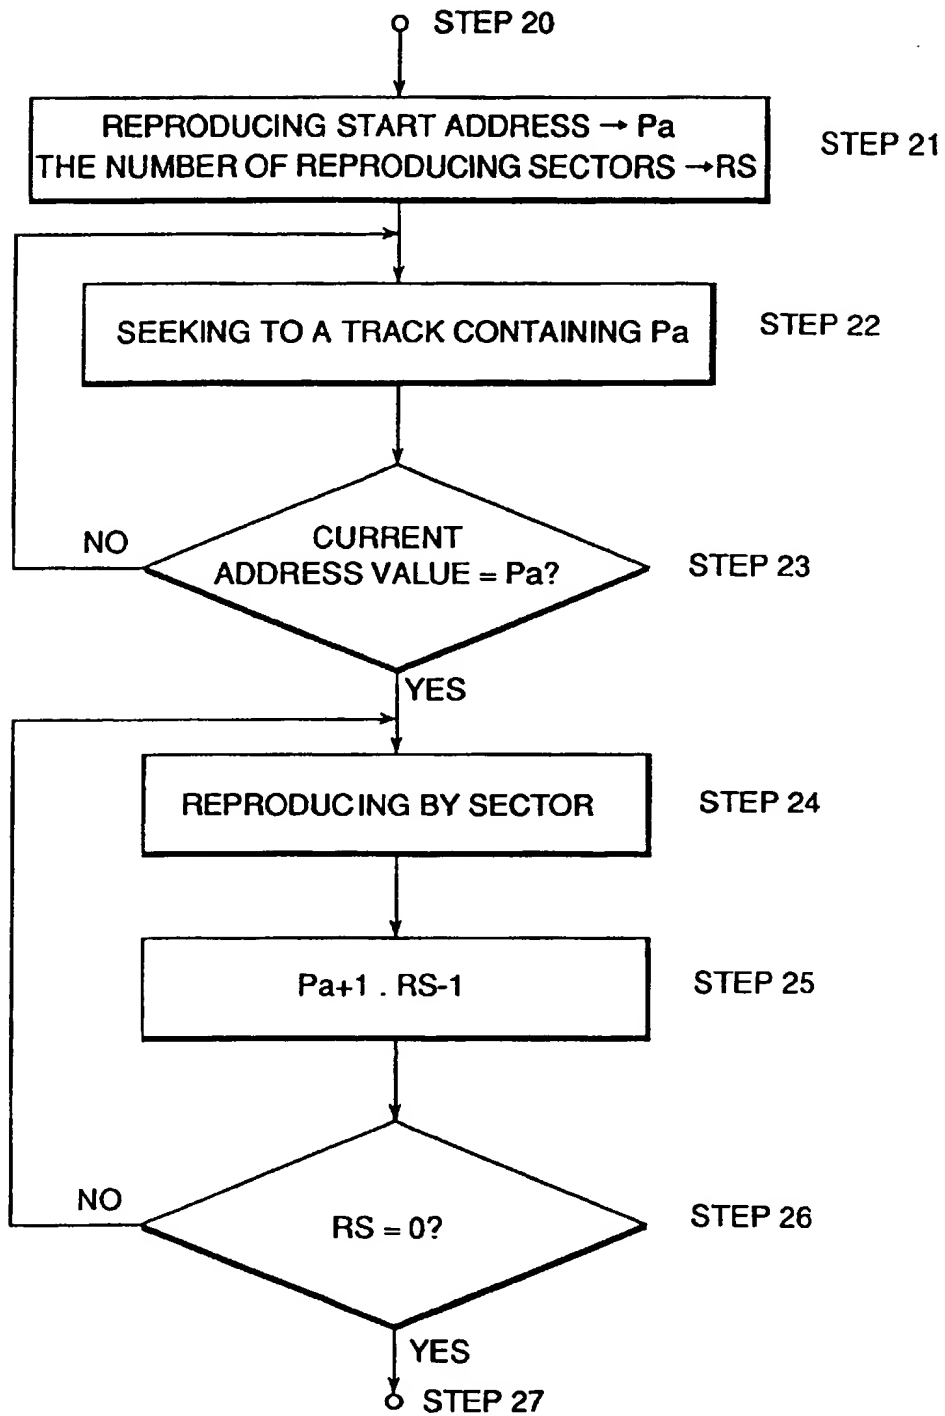 STEP 20
REPRODUCING START ADDRESS → Pa
THE NUMBER OF REPRODUCING SECTORS →RS
STEP 21
SEEKING TO A TRACK CONTAINING Pa
STEP 22
NO
CURRENT
ADDRESS VALUE = Pa?
STEP 23
YES
REPRODUCING BY SECTOR
STEP 24
Pa+1 . RS-1
STEP 25
NO
RS = 0?
STEP 26
YES
STEP 27